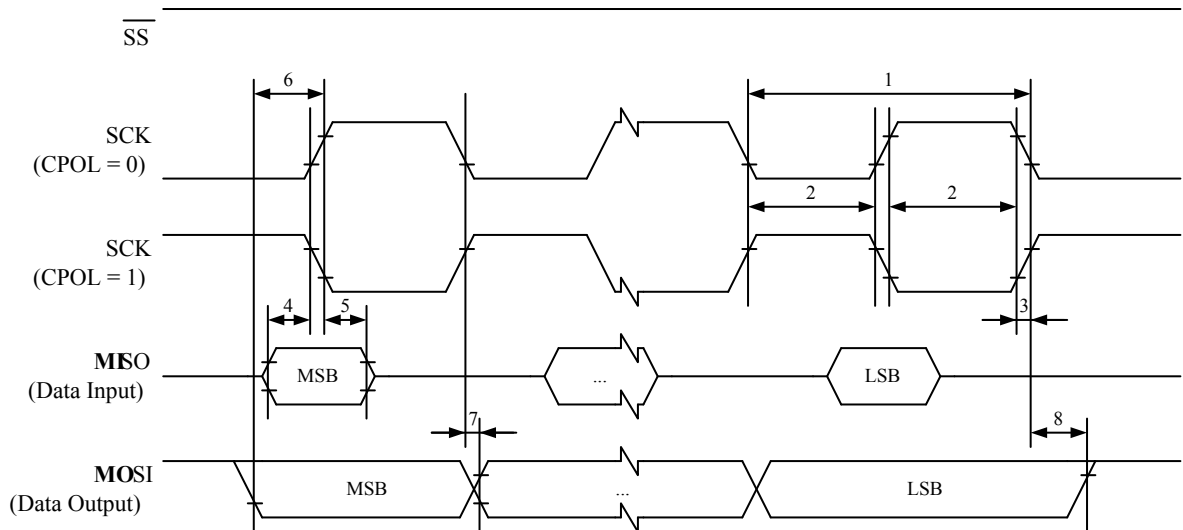 SS
6
1
SCK
(CPOL = 0)
2
2
SCK
(CPOL = 1)
4
5
3
MISO
(Data Input)
MSB
...
LSB
7
8
MOSI
(Data Output)
MSB
...
LSB